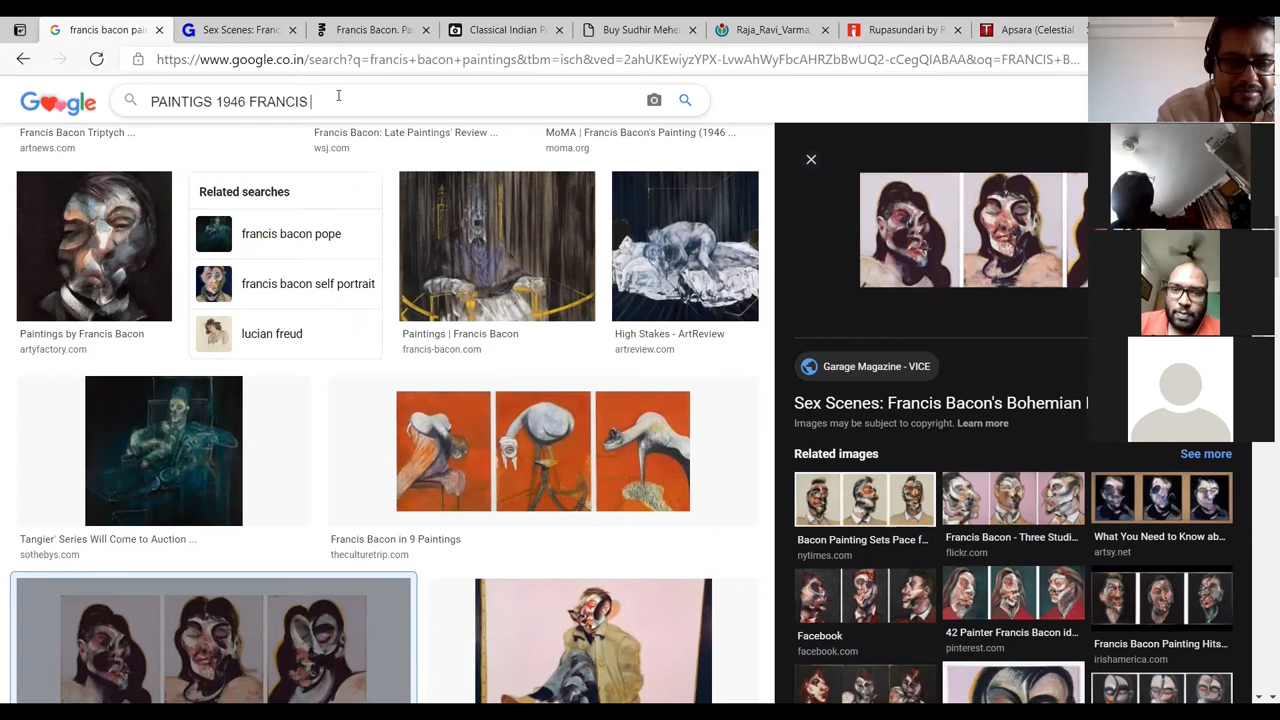 francis bacon pai
Sex Scenes: Franc
Francis Bacon. Pa
Classical Indian P
Buy Sudhir Mehe
Raja_Ravi_Varma,
Rupasundari by R
Apsara (Celestial
https://www.google.co.in/search?q=francis+bacon+paintings&tbm=isch&ved=2ahUKEwiyzYPX-LvwAhWyFbcAHRZbBwUQ2-cCegQIABAA&oq=FRANCIS+B...
Google
PAINTIGS 1946 FRANCIS
Francis Bacon Triptych ...
artnews.com
Francis Bacon: Late Paintings' Review ...
wsj.com
MoMA | Francis Bacon's Painting (1946 ...
moma.org
Paintings by Francis Bacon
artyfactory.com
Related searches
francis bacon pope
francis bacon self portrait
lucian freud
Paintings | Francis Bacon
francis-bacon.com
High Stakes - ArtReview
artreview.com
Tangier' Series Will Come to Auction ...
sothebys.com
Francis Bacon in 9 Paintings
theculturetrip.com
Garage Magazine - VICE
Sex Scenes: Francis Bacon's Bohemian
Images may be subject to copyright. Learn more
Related images
See more
Bacon Painting Sets Pace f...
nytimes.com
Francis Bacon - Three Studi...
flickr.com
What You Need to Know ab...
artsy.net
Facebook
facebook.com
42 Painter Francis Bacon id...
pinterest.com
Francis Bacon Painting Hits...
irishamerica.com